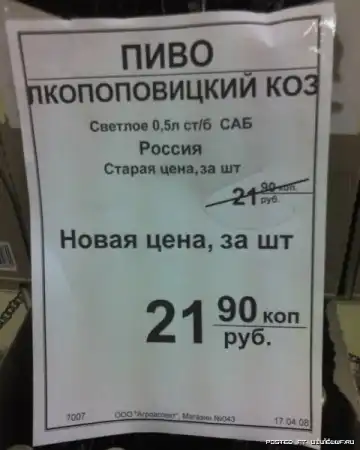 ПИВО
ЛКОПОПОВИЦКИЙ КОЗ
Светлое 0,5л ст/б САБ
Россия
Старая цена, за шт
21 90 коп.
руб.
Новая цена, за шт
21 90 коп
руб.
7007 ООО "Агроаспект", Магазин №043 17.04.08